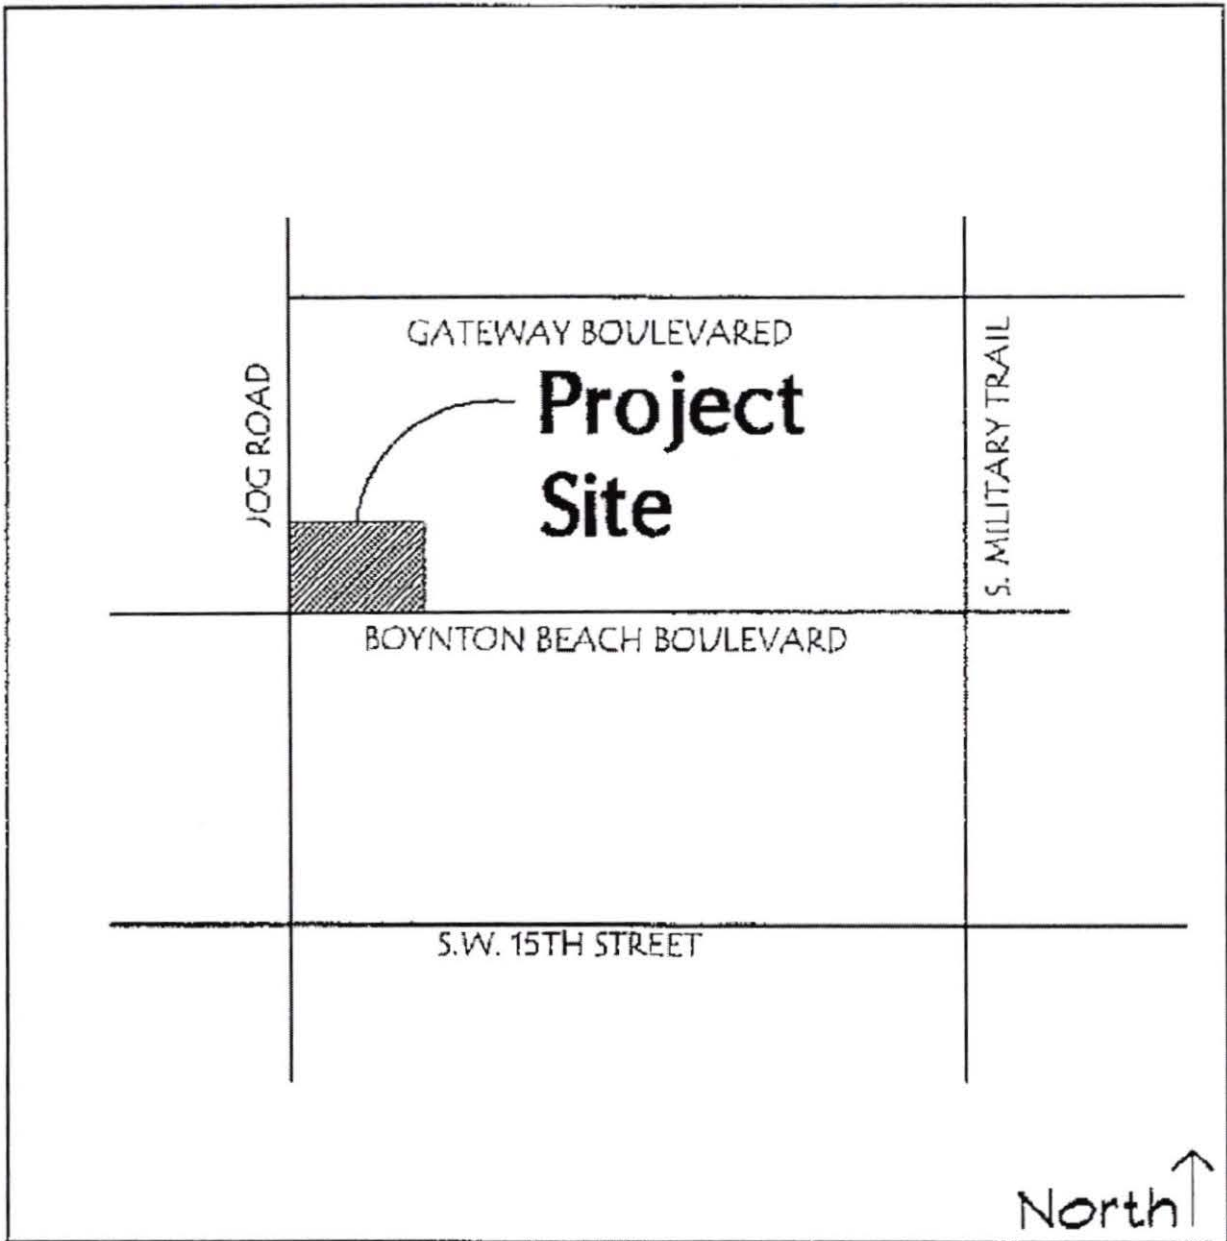 GATEWAY BOULEVARED
JOG ROAD
Project
Site
S. MILITARY TRAIL
BOYNTON BEACH BOULEVARD
S.W. 15TH STREET
North